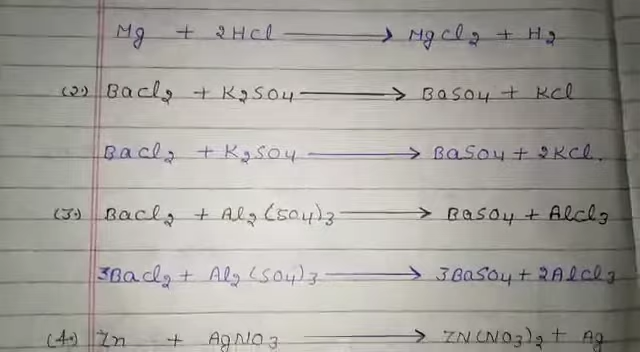 Mg + 2HCl → MgCl2 + H2
(2.) BaCl2 + K2SO4 → BaSO4 + KCl
BaCl2 + K2SO4 → BaSO4 + 2KCl.
(3.) BaCl2 + Al2(SO4)3 → BaSO4 + AlCl3
3BaCl2 + Al2(SO4)3 → 3BaSO4 + 2AlCl3
(4.) Zn + AgNO3 → ZN(NO3)2 + Ag